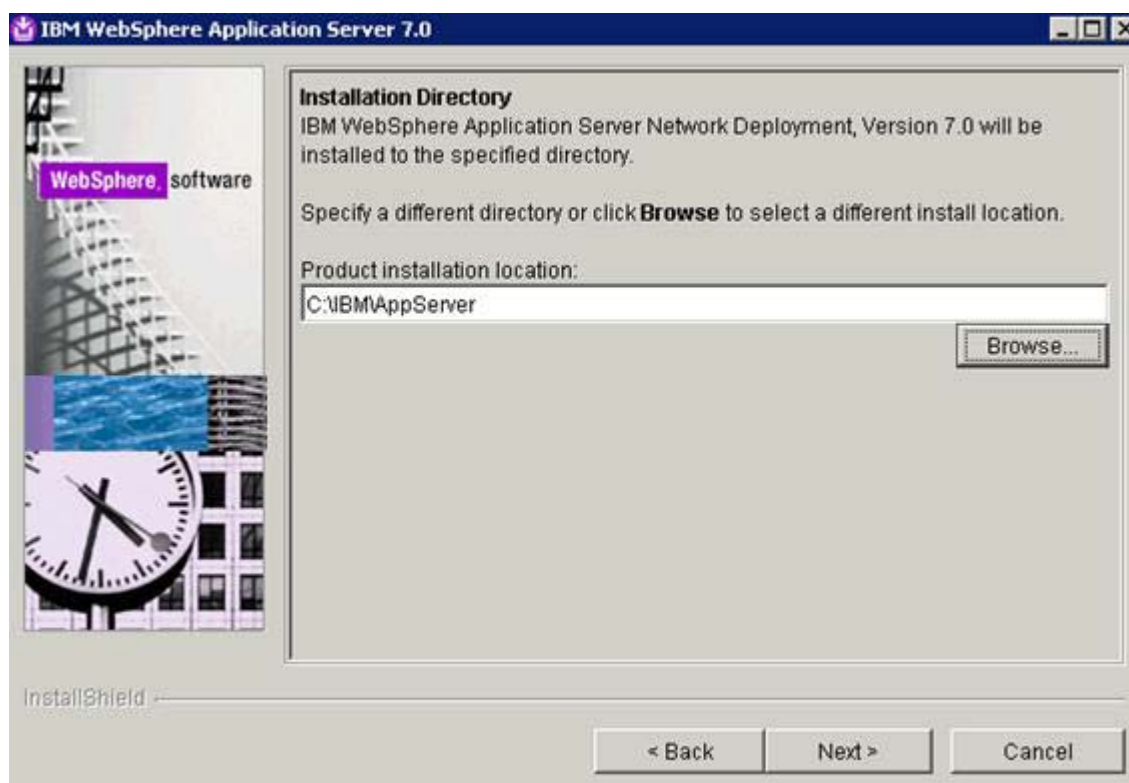 IBM WebSphere Application Server 7.0
WebSphere. software
Installation Directory
IBM WebSphere Application Server Network Deployment, Version 7.0 will be
installed to the specified directory.
Specify a different directory or click Browse to select a different install location.
Product installation location:
C:\IBM\AppServer
Browse...
InstallShield
< Back
Next >
Cancel